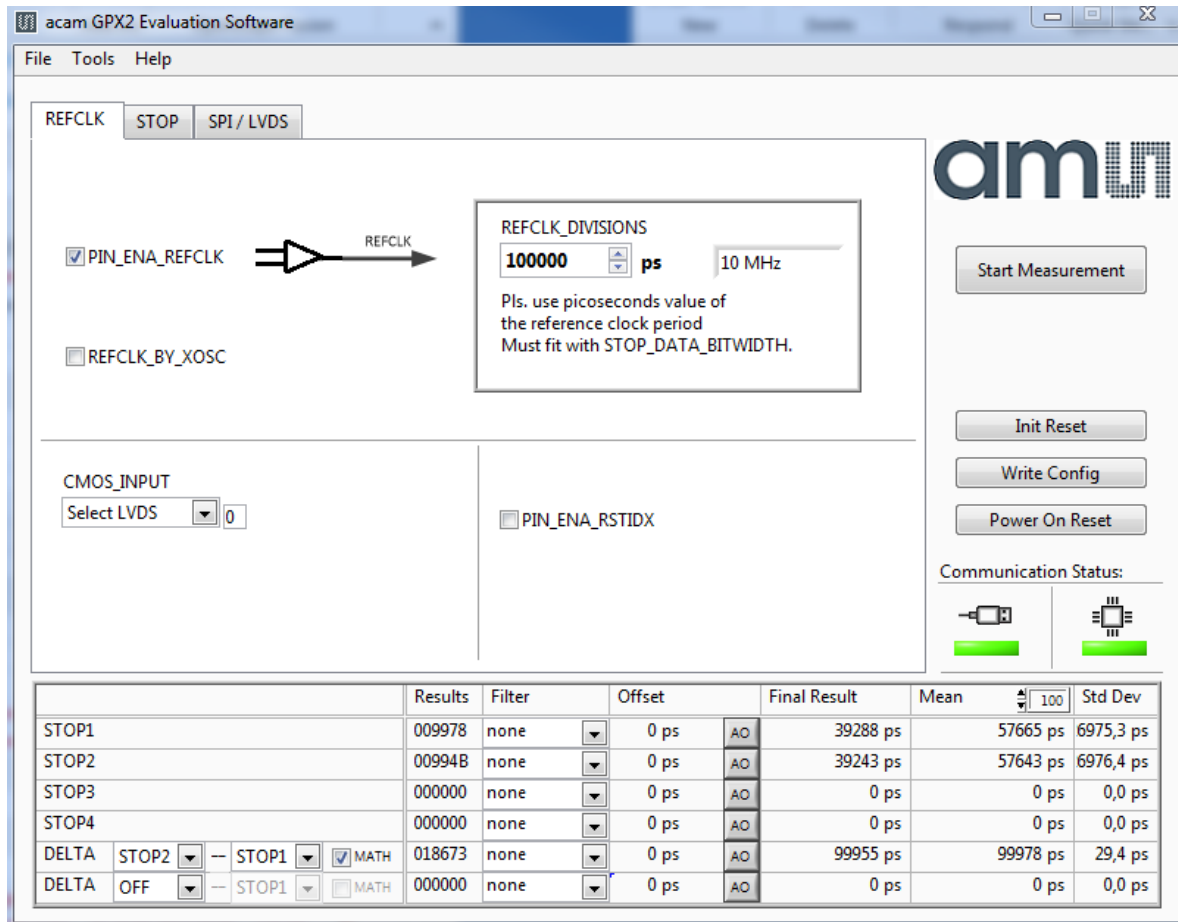 acam GPX2 Evaluation Software
File Tools Help
REFCLK STOP SPI / LVDS
amu
PIN_ENA_REFCLK
REFCLK
REFCLK_DIVISIONS
100000 ps 10 MHz
Pls. use picoseconds value of
the reference clock period
Must fit with STOP_DATA_BITWIDTH.
REFCLK_BY_XOSC
Start Measurement
CMOS_INPUT
Select LVDS 0
PIN_ENA_RSTIDX
Init Reset
Write Config
Power On Reset
Communication Status:
Results Filter Offset Final Result Mean 100 Std Dev
STOP1 009978 none 0 ps AO 39288 ps 57665 ps 6975,3 ps
STOP2 00994B none 0 ps AO 39243 ps 57643 ps 6976,4 ps
STOP3 000000 none 0 ps AO 0 ps 0 ps 0,0 ps
STOP4 000000 none 0 ps AO 0 ps 0 ps 0,0 ps
DELTA STOP2 -- STOP1 MATH 018673 none 0 ps AO 99955 ps 99978 ps 29,4 ps
DELTA OFF -- STOP1 MATH 000000 none 0 ps AO 0 ps 0 ps 0,0 ps